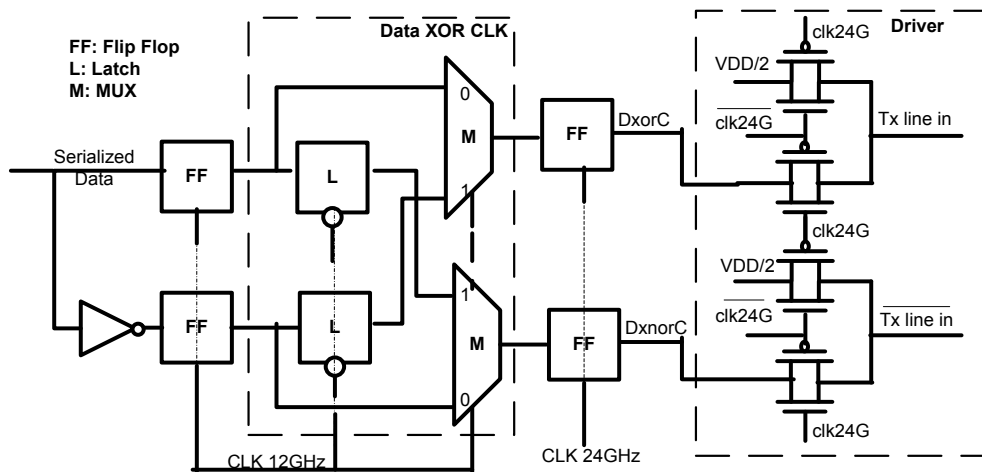 Data XOR CLK
Driver
FF: Flip Flop
L: Latch
M: MUX
clk24G
VDD/2
clk24G
Tx line in
Serialized
Data
FF
L
0
M
1
FF
DxorC
clk24G
VDD/2
clk24G
Tx line in
FF
L
1
M
0
FF
DxnorC
clk24G
CLK 12GHz
CLK 24GHz